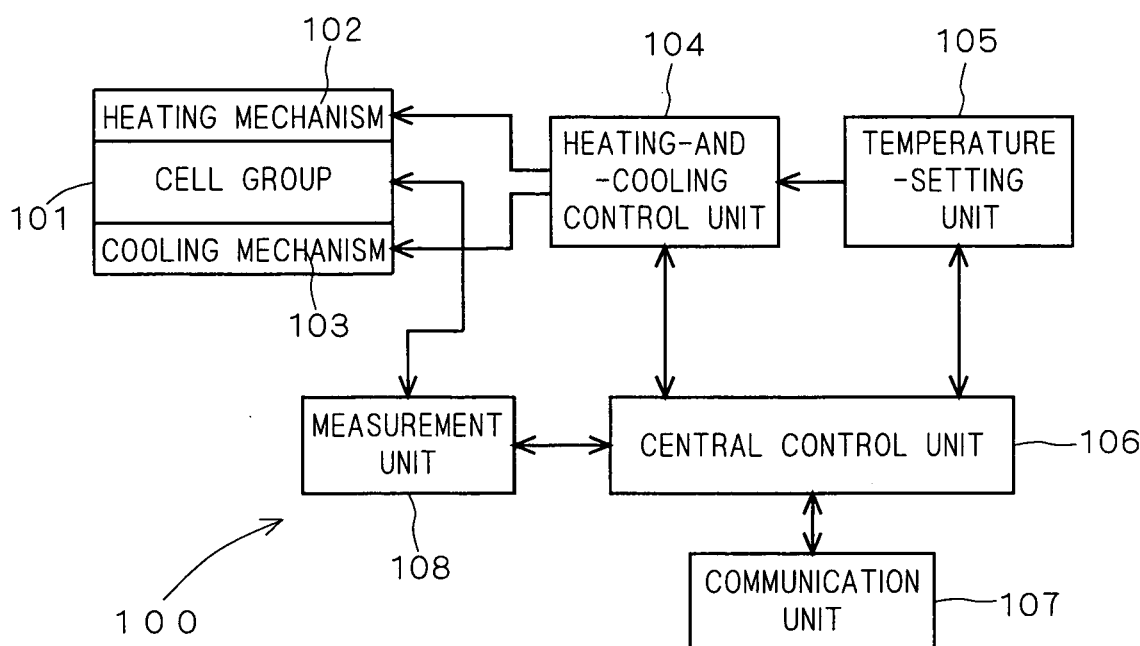 102
104
105
HEATING MECHANISM
CELL GROUP
COOLING MECHANISM
101
103
HEATING-AND
-COOLING
CONTROL UNIT
TEMPERATURE
-SETTING
UNIT
MEASUREMENT
UNIT
108
CENTRAL CONTROL UNIT
106
COMMUNICATION
UNIT
107
100